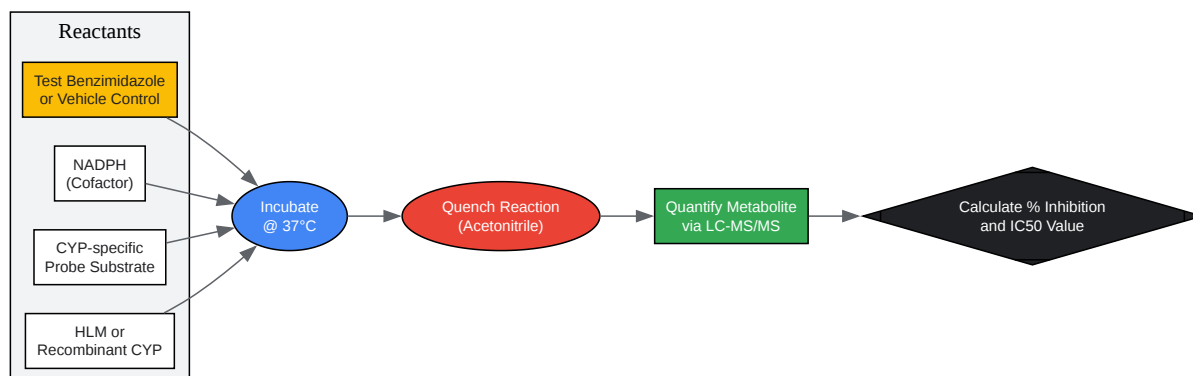 Reactants
Test Benzimidazole
or Vehicle Control
NADPH
(Cofactor)
CYP-specific
Probe Substrate
HLM or
Recombinant CYP
Incubate
@ 37°C
Quench Reaction
(Acetonitrile)
Quantify Metabolite
via LC-MS/MS
Calculate % Inhibition
and IC50 Value